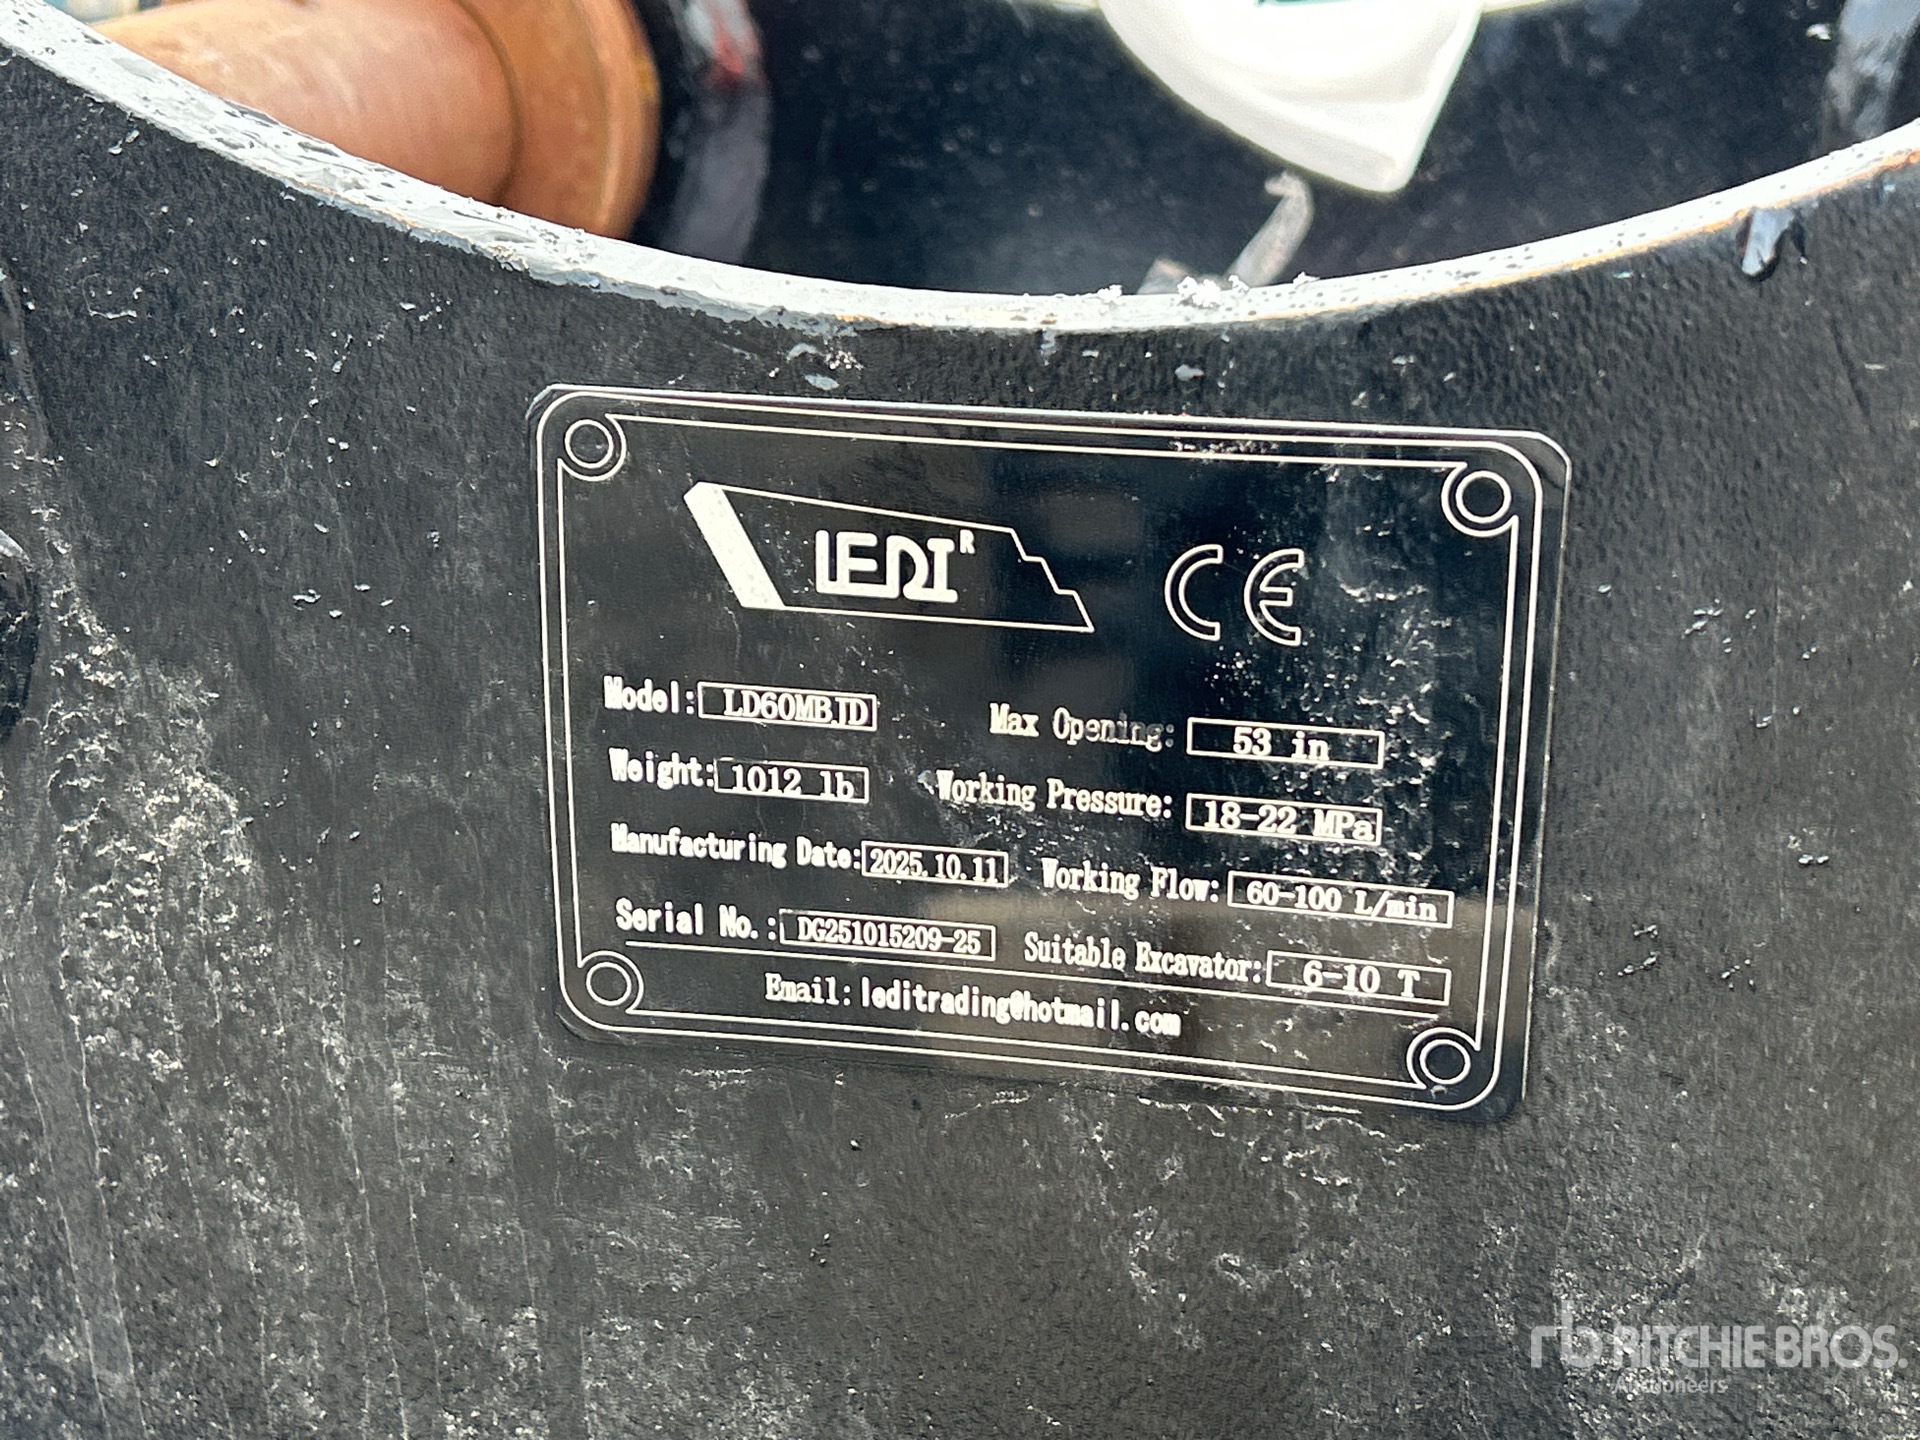 LEDI R
CE
Model: LD60MBJD Max Opening: 53 in
Weight: 1012 lb Working Pressure: 18-22 MPa
Manufacturing Date: 2025.10.11 Working Flow: 60-100 L/min
Serial No.: DG251015209-25 Suitable Excavator: 6-10 T
Email: leditrading@hotmail.com
rb RITCHIE BROS.
Auctioneers